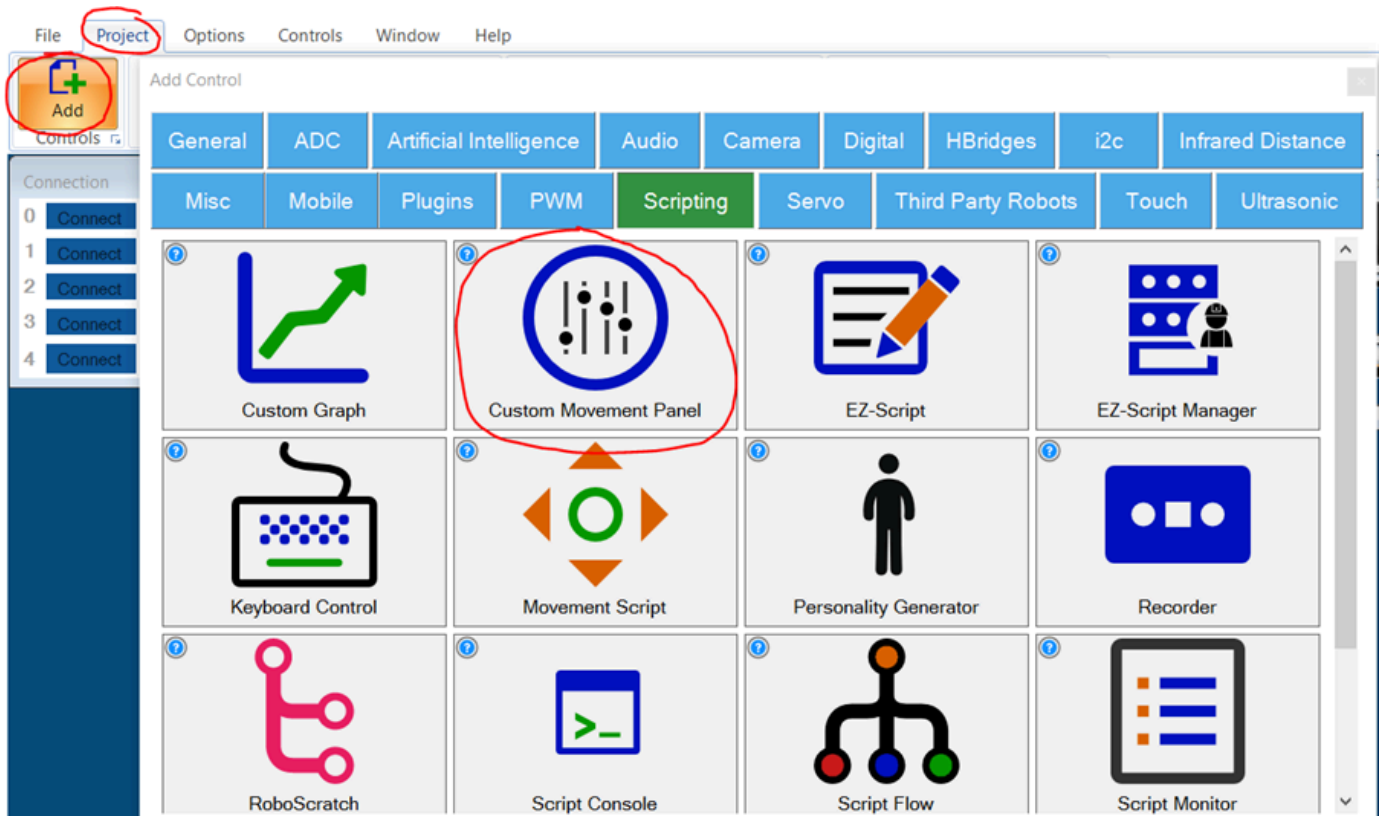 File Project Options Controls Window Help
Add
Controls
Add Control
General ADC Artificial Intelligence Audio Camera Digital HBridges i2c Infrared Distance
Misc Mobile Plugins PWM Scripting Servo Third Party Robots Touch Ultrasonic
Connection
0 Connect
1 Connect
2 Connect
3 Connect
4 Connect
Custom Graph Custom Movement Panel EZ-Script EZ-Script Manager
Keyboard Control Movement Script Personality Generator Recorder
RoboScratch Script Console Script Flow Script Monitor